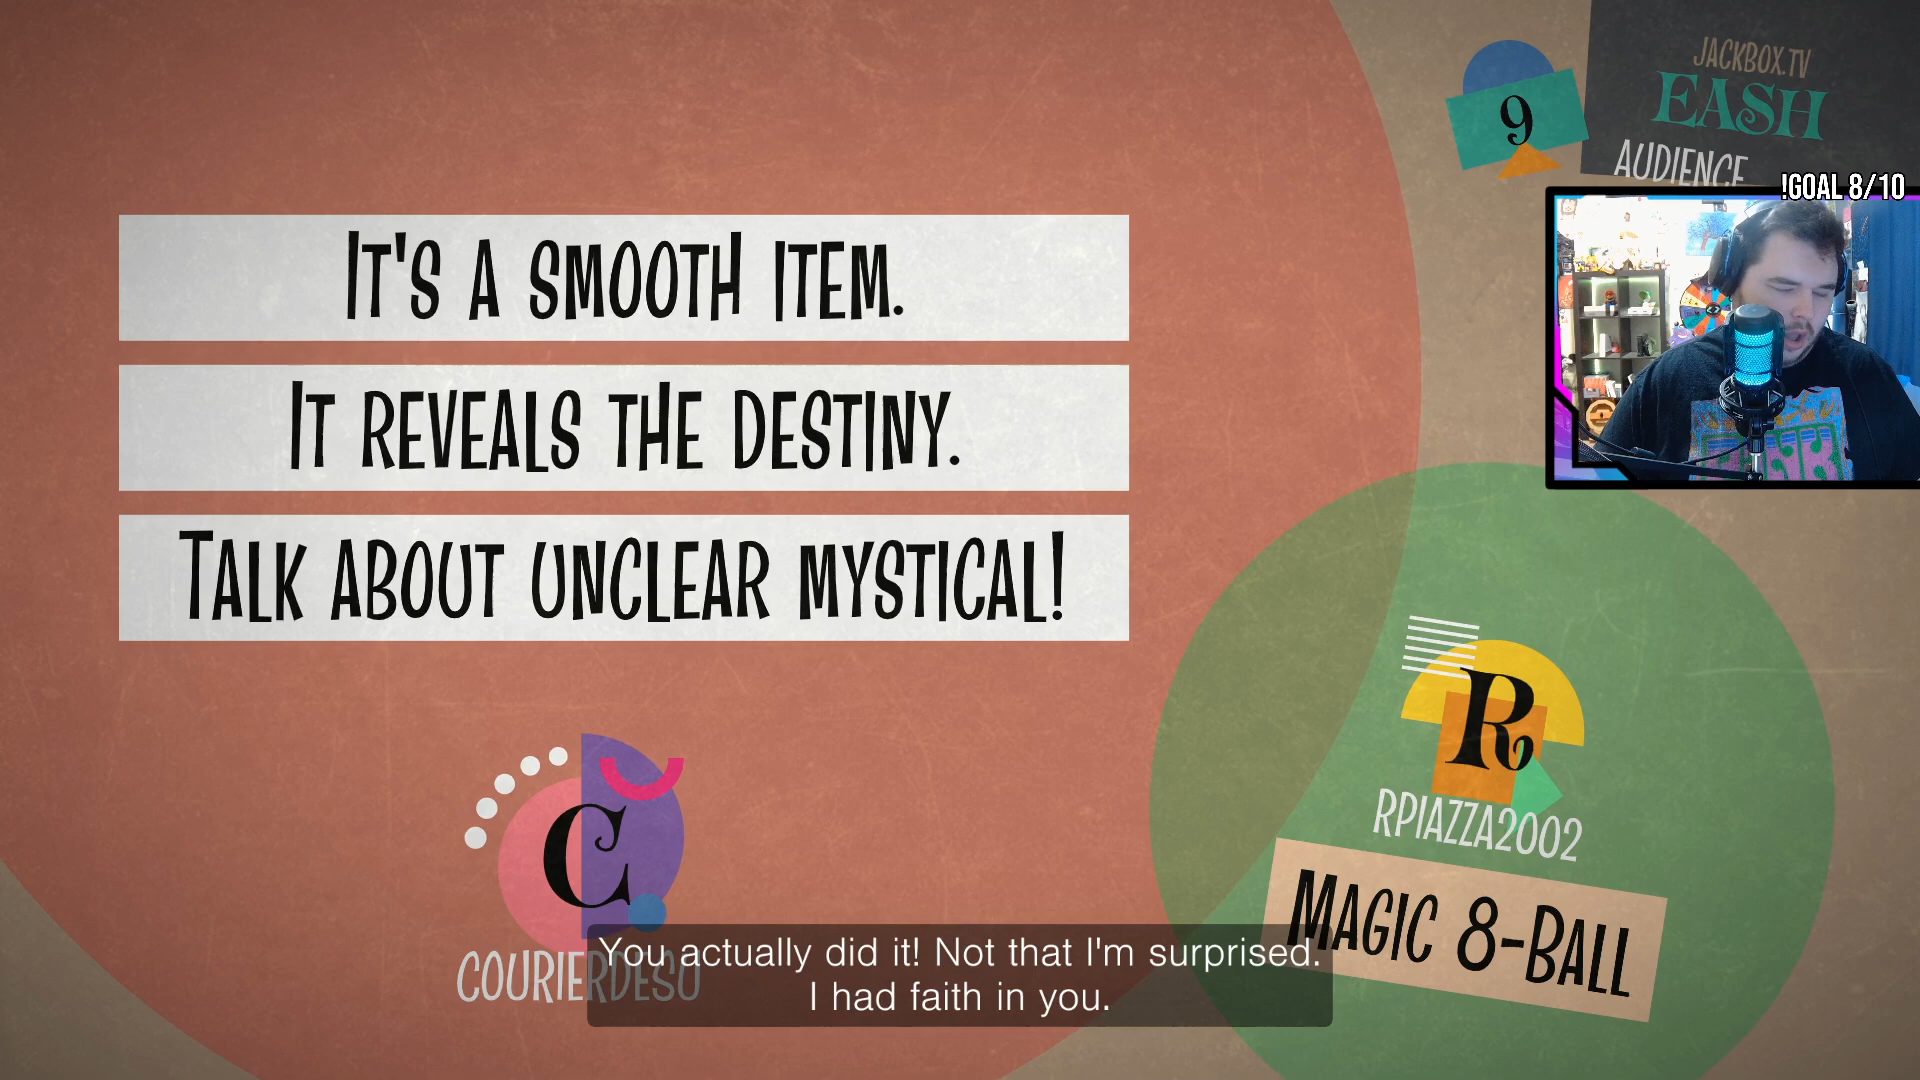 JACKBOX.TV
EASH
AUDIENCE
9
!GOAL 8/10
IT'S A SMOOTH ITEM.
IT REVEALS THE DESTINY.
TALK ABOUT UNCLEAR MYSTICAL!
R
RPIAZZA2002
MAGIC 8-BALL
C
COURIERDESU
You actually did it! Not that I'm surprised.
I had faith in you.